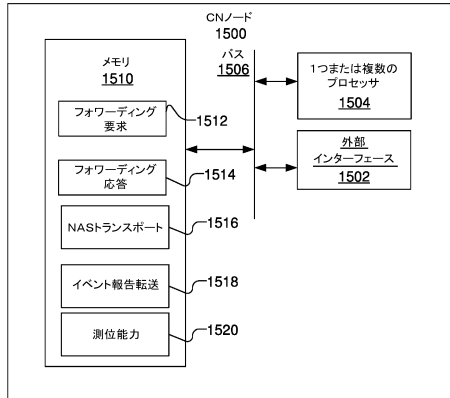 CNノード
1500
メモリ
1510
バス
1506
1つまたは複数の
プロセッサ
1504
フォワーディング
要求
1512
外部
インターフェース
1502
フォワーディング
応答
1514
NASトランスポート
1516
イベント報告転送
1518
測位能力
1520